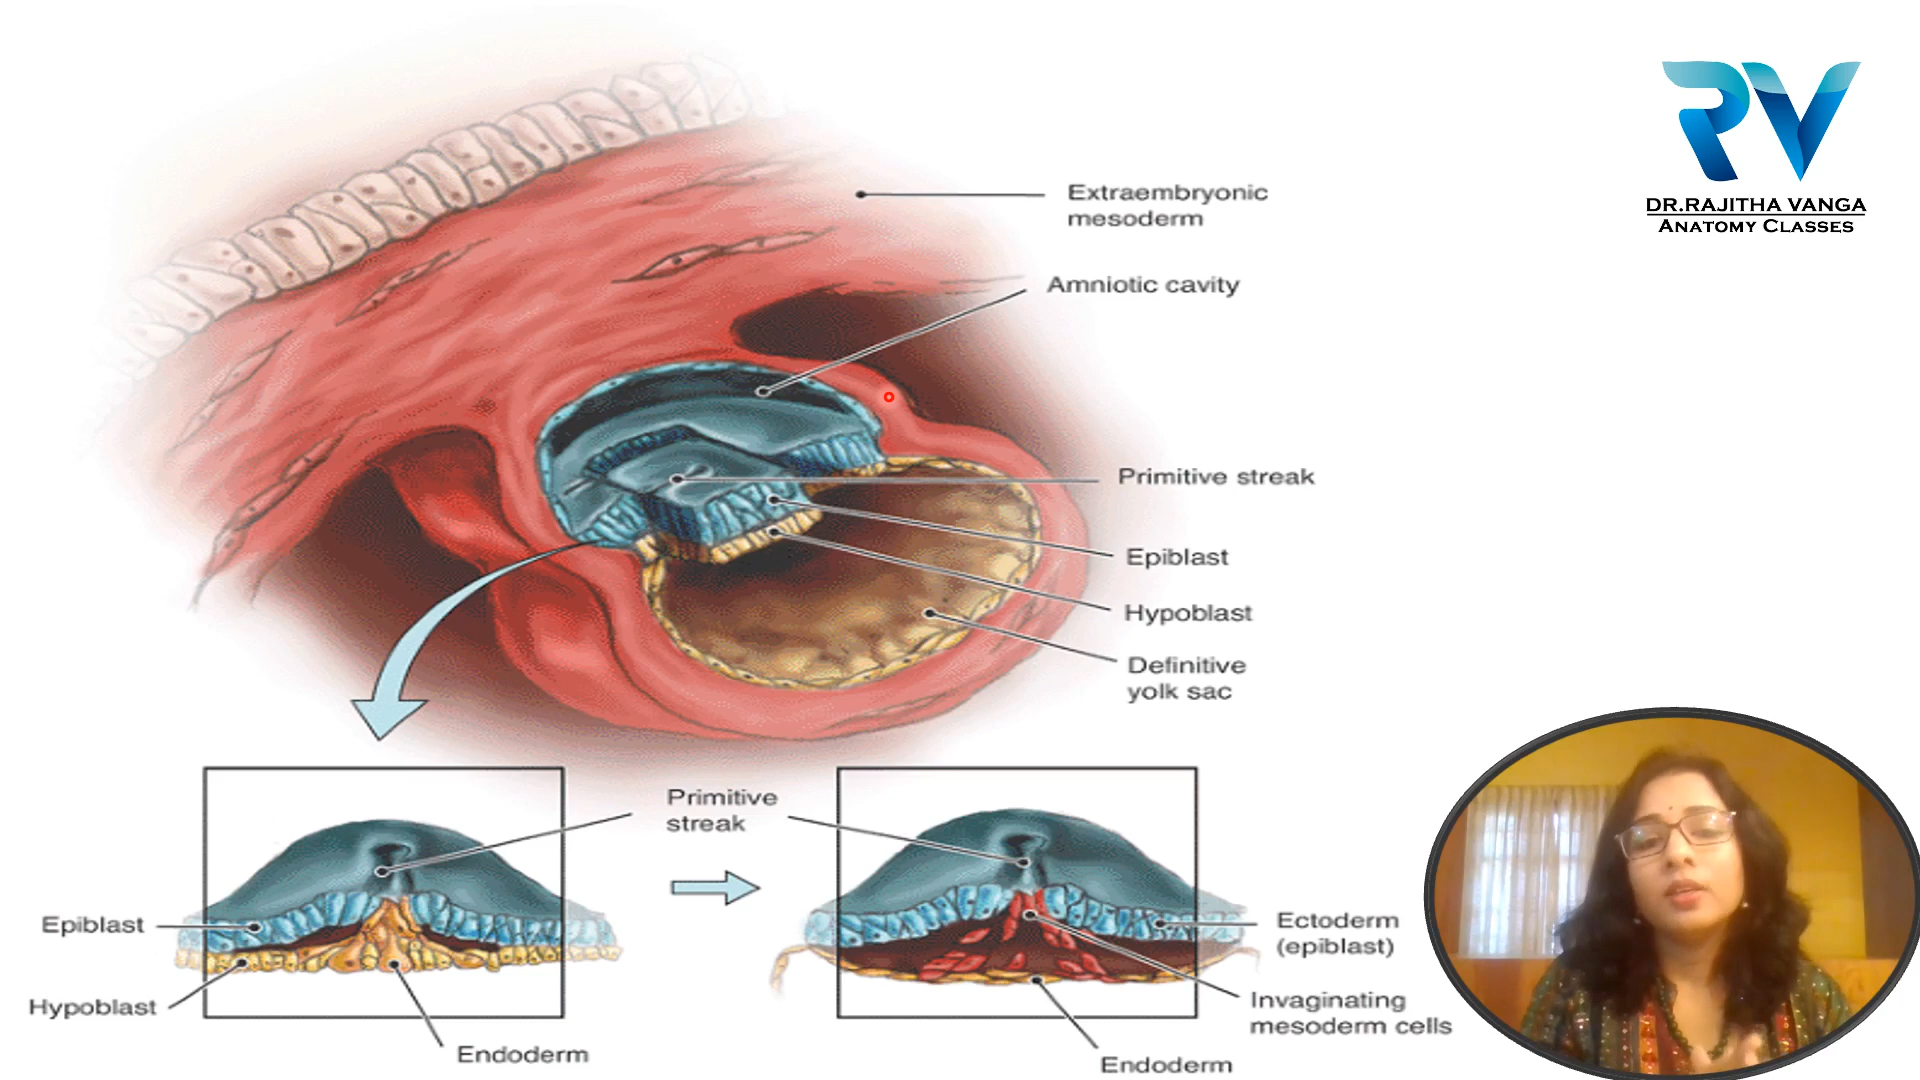 DR.RAJITHA VANGA
ANATOMY CLASSES
Extraembryonic
mesoderm
Amniotic cavity
Primitive streak
Epiblast
Hypoblast
Definitive
yolk sac
Primitive
streak
Epiblast
Hypoblast
Endoderm
Ectoderm
(epiblast)
Invaginating
mesoderm cells
Endoderm